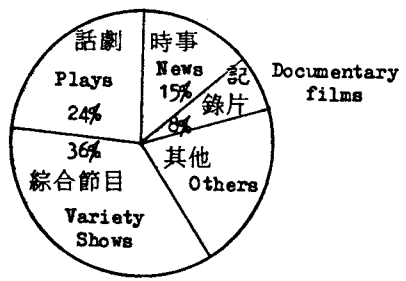 話劇
Plays
24%
時事
News
15%
記
錄片
8%
Documentary
films
36%
綜合節目
Variety
Shows
其他
Others